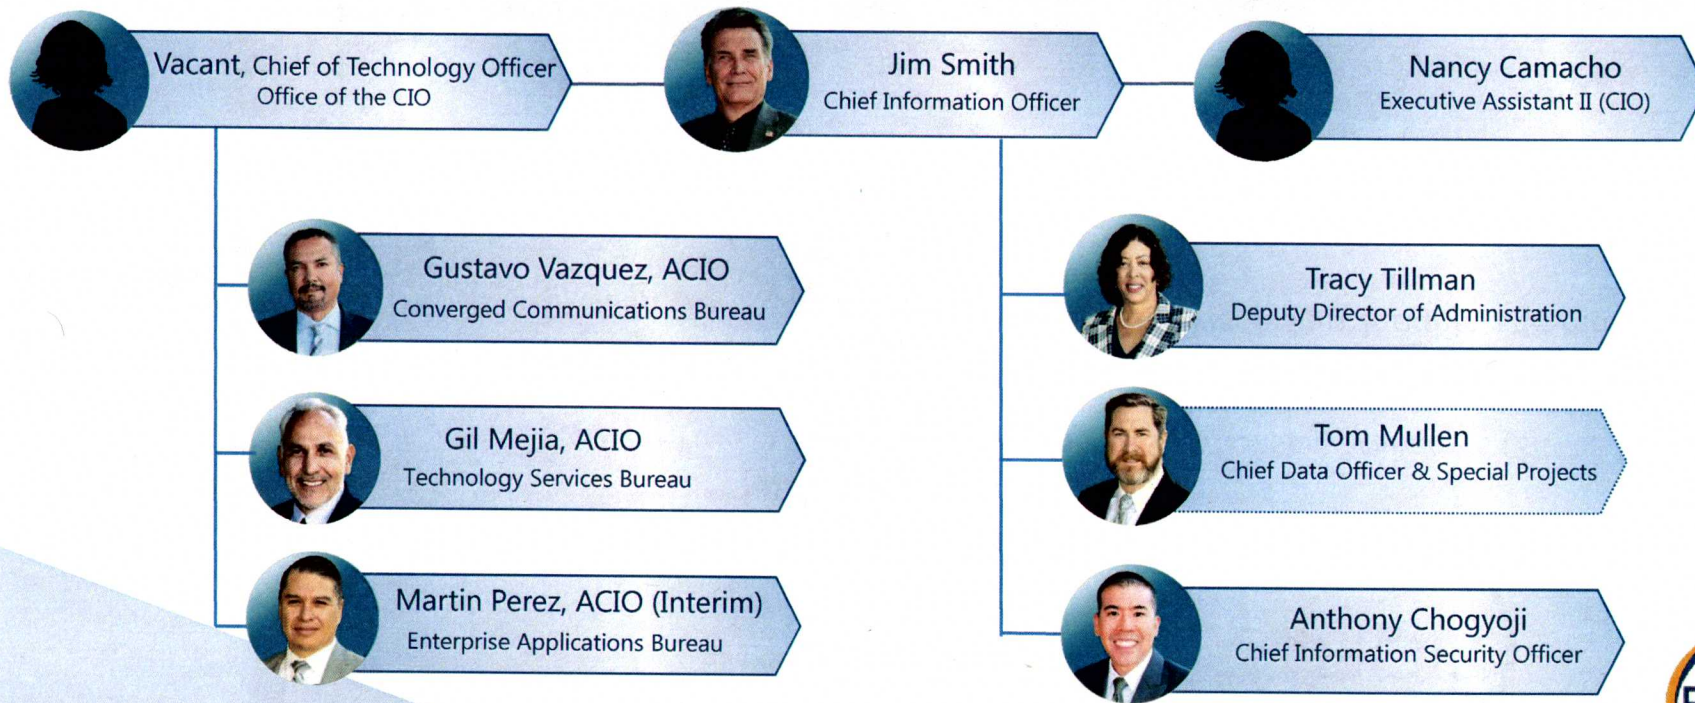 Vacant, Chief of Technology Officer
Office of the CIO
Jim Smith
Chief Information Officer
Nancy Camacho
Executive Assistant II (CIO)
Gustavo Vazquez, ACIO
Converged Communications Bureau
Gil Mejia, ACIO
Technology Services Bureau
Martin Perez, ACIO (Interim)
Enterprise Applications Bureau
Tracy Tillman
Deputy Director of Administration
Tom Mullen
Chief Data Officer & Special Projects
Anthony Chogyoji
Chief Information Security Officer